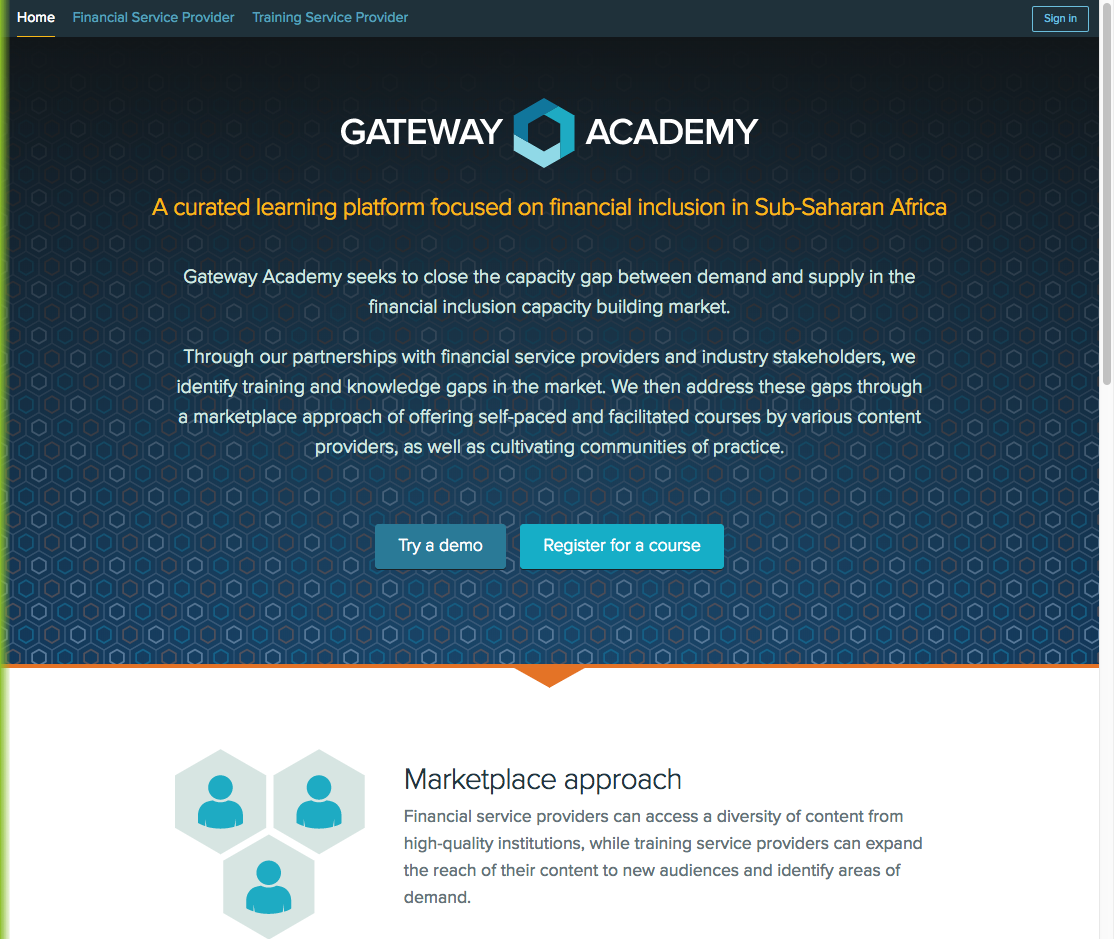 Home Financial Service Provider Training Service Provider Sign in
GATEWAY ACADEMY
A curated learning platform focused on financial inclusion in Sub-Saharan Africa
Gateway Academy seeks to close the capacity gap between demand and supply in the
financial inclusion capacity building market.
Through our partnerships with financial service providers and industry stakeholders, we
identify training and knowledge gaps in the market. We then address these gaps through
a marketplace approach of offering self-paced and facilitated courses by various content
providers, as well as cultivating communities of practice.
Try a demo Register for a course
Marketplace approach
Financial service providers can access a diversity of content from
high-quality institutions, while training service providers can expand
the reach of their content to new audiences and identify areas of
demand.